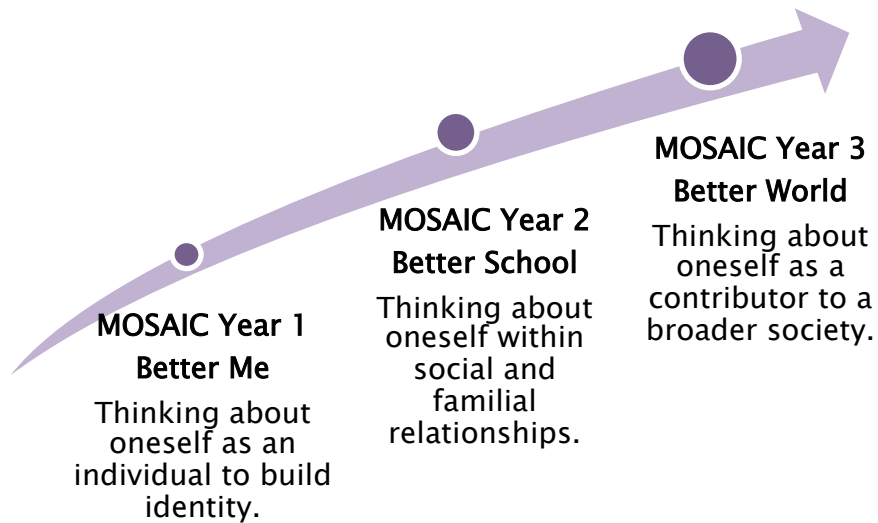 MOSAIC Year 1
Better Me
Thinking about
oneself as an
individual to build
identity.
MOSAIC Year 2
Better School
Thinking about
oneself within
social and
familial
relationships.
MOSAIC Year 3
Better World
Thinking about
oneself as a
contributor to a
broader society.